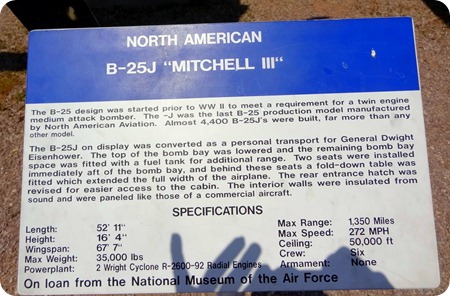 NORTH AMERICAN
B-25J "MITCHELL III"
The B-25 design was started prior to WW II to meet a requirement for a twin engine
medium attack bomber. The -J was the last B-25 production model manufactured
by North American Aviation. Almost 4,400 B-25J's were built, far more than any
other model.
The B-25J on display was converted as a personal transport for General Dwight
Eisenhower. The top of the bomb bay was lowered and the remaining bomb bay
space was fitted with a fuel tank for additional range. Two seats were installed
immediately aft of the bomb bay, and behind these seats a fold-down table was
fitted which extended the full width of the airplane. The rear entrance hatch was
revised for easier access to the cabin. The interior walls were insulated from
sound and were paneled like those of a commercial aircraft.
SPECIFICATIONS
Length: 52' 11" Max Range: 1,350 Miles
Height: 16' 4" Max Speed: 272 MPH
Wingspan: 67' 7" Ceiling: 50,000 ft
Max Weight: 35,000 lbs Crew: Six
Powerplant: 2 Wright Cyclone R-2600-92 Radial Engines Armament: None
On loan from the National Museum of the Air Force